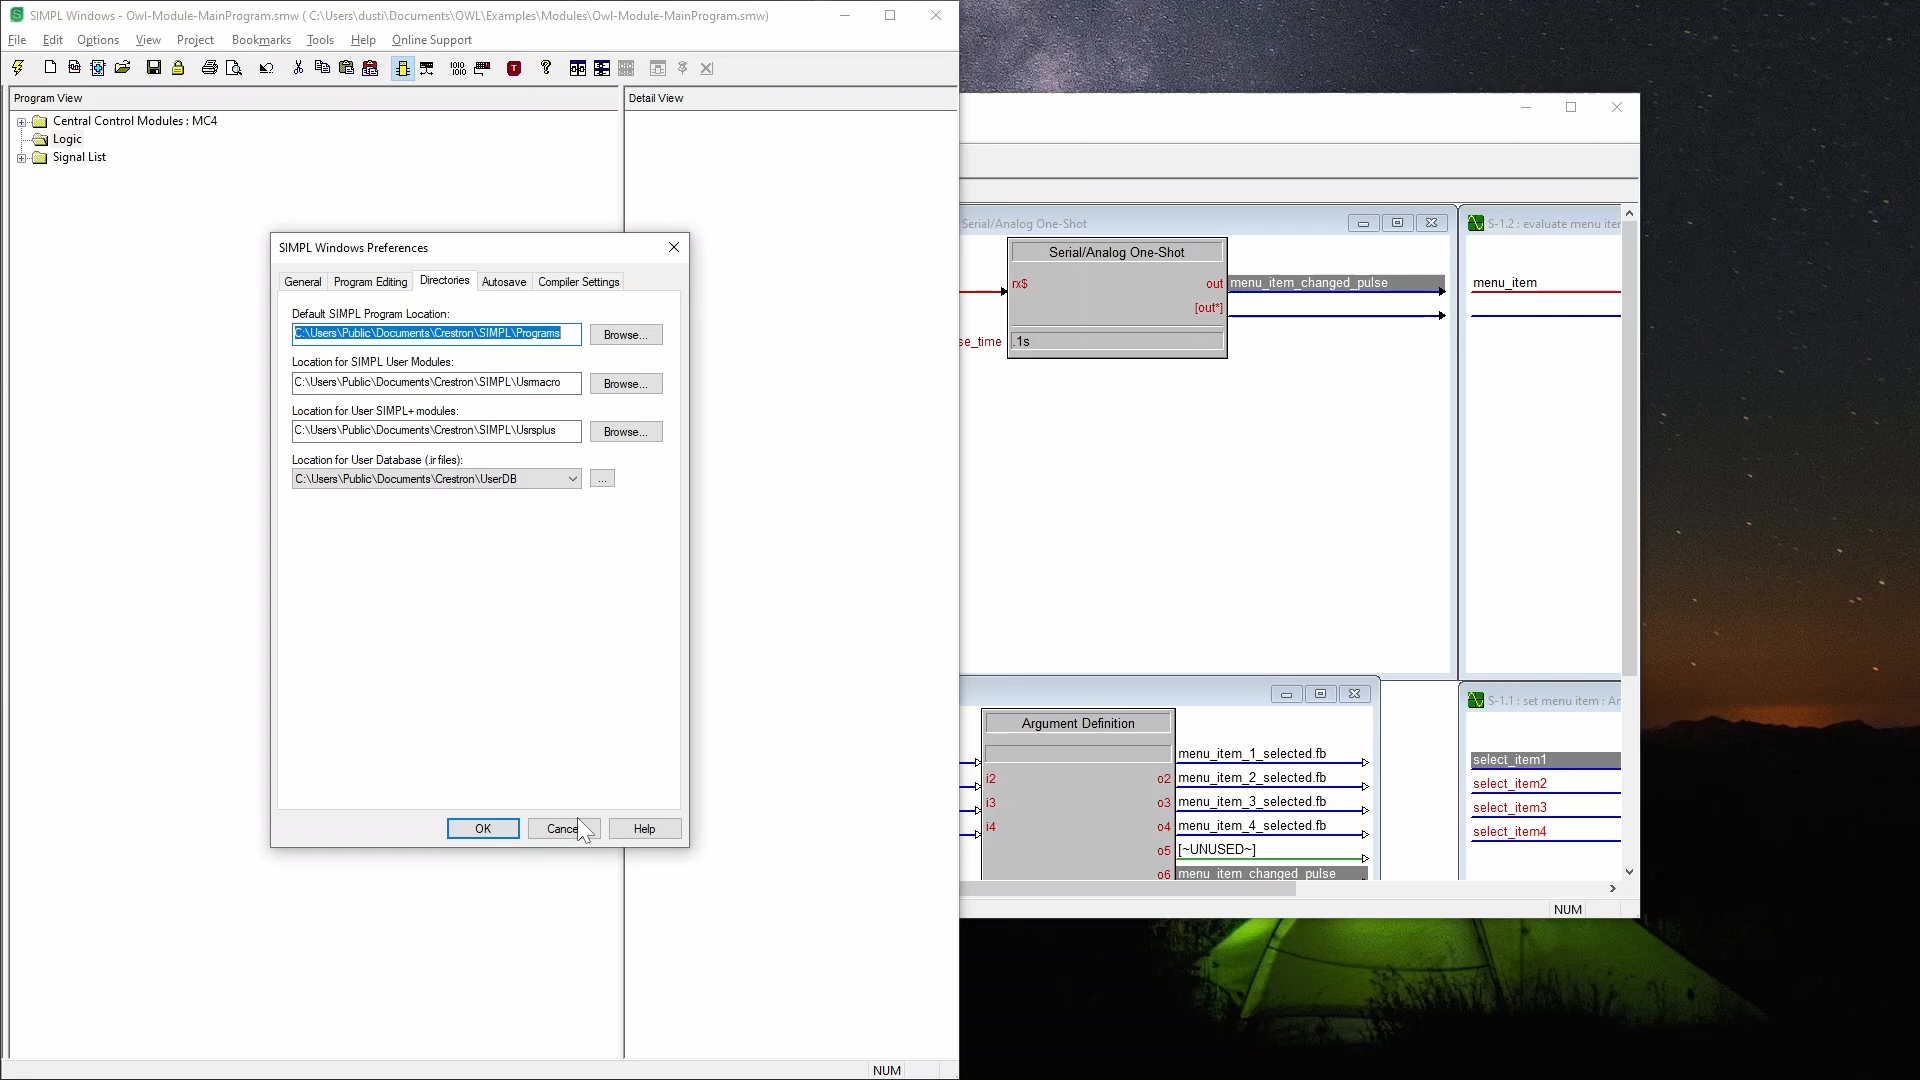 SIMPL Windows - Owl-Module-MainProgram.smw ( C:\Users\dusti\Documents\OWL\Examples\Modules\Owl-Module-MainProgram.smw)
File Edit Options View Project Bookmarks Tools Help Online Support
Program View
Central Control Modules : MC4
Logic
Signal List
Detail View
SIMPL Windows Preferences
General Program Editing Directories Autosave Compiler Settings
Default SIMPL Program Location:
C:\Users\Public\Documents\Crestron\SIMPL\Programs Browse...
Location for SIMPL User Modules:
C:\Users\Public\Documents\Crestron\SIMPL\Usrmacro Browse...
Location for User SIMPL+ modules:
C:\Users\Public\Documents\Crestron\SIMPL\Usrsplus Browse...
Location for User Database (.ir files):
C:\Users\Public\Documents\Crestron\UserDB ...
OK Cance Help
NUM
Serial/Analog One-Shot
Serial/Analog One-Shot
rx$ out menu_item_changed_pulse
[out*]
se_time .1s
S-1.2 : evaluate menu iter
menu_item
Argument Definition
menu_item_1_selected.fb
i2 o2 menu_item_2_selected.fb
i3 o3 menu_item_3_selected.fb
i4 o4 menu_item_4_selected.fb
o5 [~UNUSED~]
o6 menu_item_changed_pulse
S-1.1 : set menu item : Ar
select_item1
select_item2
select_item3
select_item4
NUM